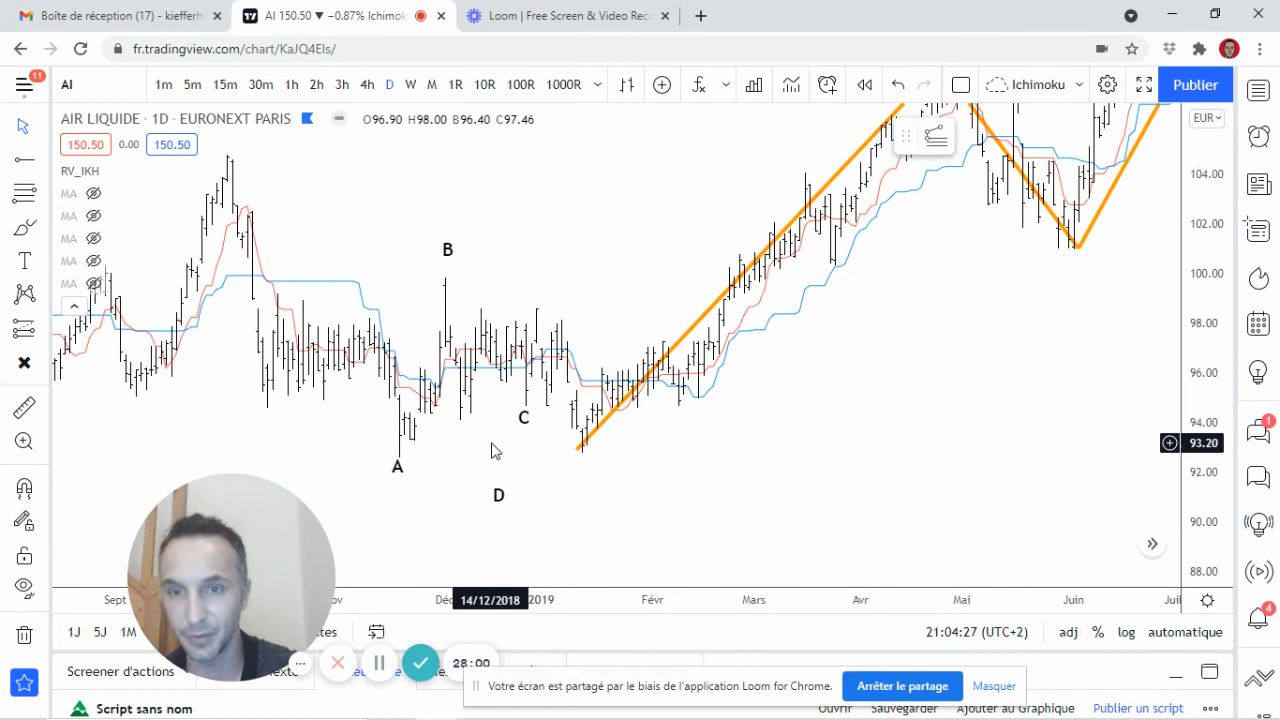 Boîte de réception (17) - kiefferh
AI 150.50 ▼ −0.87% Ichimoku
Loom | Free Screen & Video Rec
fr.tradingview.com/chart/KaJQ4EIs/
11
AI
1m 5m 15m 30m 1h 2h 3h 4h D W M 1R 10R 100R 1000R
Ichimoku
Publier
AIR LIQUIDE · 1D · EURONEXT PARIS
O96.90 H98.00 B96.40 C97.46
EUR
150.50 0.00 150.50
RV_IKH
MA
MA
MA
MA
MA
104.00
102.00
100.00
98.00
96.00
94.00
93.20
92.00
90.00
88.00
B
C
A
D
1
4
Sept
Déc
14/12/2018
2019
Févr
Mars
Avr
Mai
Juin
Juil
1J 5J 1M
21:04:27 (UTC+2)
adj % log automatique
28:00
Screener d'actions
Votre écran est partagé par le biais de l'application Loom for Chrome.
Arrêter le partage
Masquer
Script sans nom
Ouvrir Sauvegarder Ajouter au Graphique Publier un script